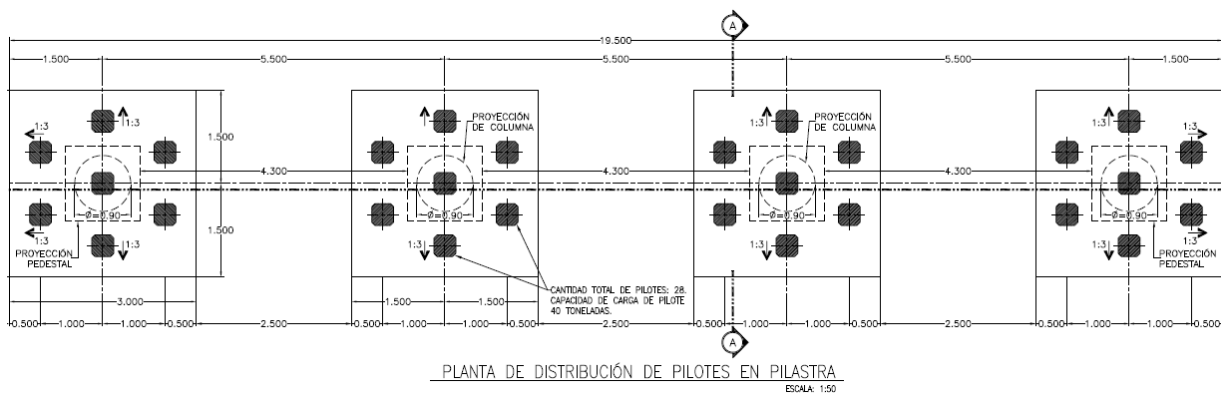 A
19.500
1.500
5.500
5.500
5.500
1.500
1:3
1:3
1:3
PROYECCIÓN
DE COLUMNA
1:3
PROYECCIÓN
DE COLUMNA
1:3
1:3
1.500
4.300
4.300
4.300
Ø=0.90
Ø=0.90
Ø=0.90
Ø=0.90
1.500
1:3
1:3
1:3
1:3
1:3
1:3
PROYECCIÓN
PEDESTAL
PROYECCIÓN
PEDESTAL
3.000
1.500
1.500
CANTIDAD TOTAL DE PILOTES: 28.
CAPACIDAD DE CARGA DE PILOTE
40 TONELADAS.
0.500
1.000
1.000
0.500
2.500
0.500
1.000
1.000
0.500
2.500
0.500
1.000
1.000
0.500
2.500
0.500
1.000
1.000
0.500
A
PLANTA DE DISTRIBUCIÓN DE PILOTES EN PILASTRA
ESCALA: 1:50